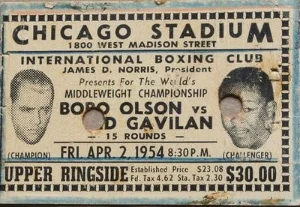 CHICAGO STADIUM
1800 WEST MADISON STREET
INTERNATIONAL BOXING CLUB
JAMES D. NORRIS, President
Presents For The World's
MIDDLEWEIGHT CHAMPIONSHIP
BOBO OLSON vs
D GAVILAN
15 ROUNDS
(CHAMPION) FRI. APR. 2, 1954 8:30 P.M. (CHALLENGER)
UPPER RINGSIDE Established Price $23.08 $30.00
Fd. Tax 4.62 Tax 2.30